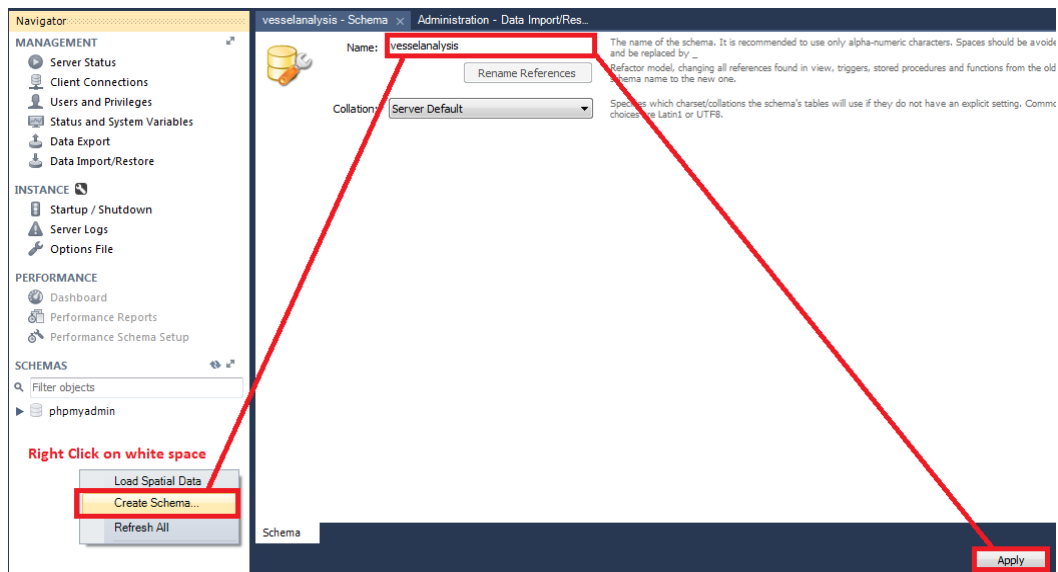 Navigator
MANAGEMENT
Server Status
Client Connections
Users and Privileges
Status and System Variables
Data Export
Data Import/Restore
INSTANCE
Startup / Shutdown
Server Logs
Options File
PERFORMANCE
Dashboard
Performance Reports
Performance Schema Setup
SCHEMAS
Filter objects
phpmyadmin
Right Click on white space
Load Spatial Data
Create Schema...
Refresh All
vesselanalysis - Schema
Administration - Data Import/Res...
Name: vesselanalysis
The name of the schema. It is recommended to use only alpha-numeric characters. Spaces should be avoide
and be replaced by _
Rename References
Refactor model, changing all references found in view, triggers, stored procedures and functions from the old
schema name to the new one.
Collation: Server Default
Specifies which charset/collations the schema's tables will use if they do not have an explicit setting. Commo
choices are Latin1 or UTF8.
Schema
Apply